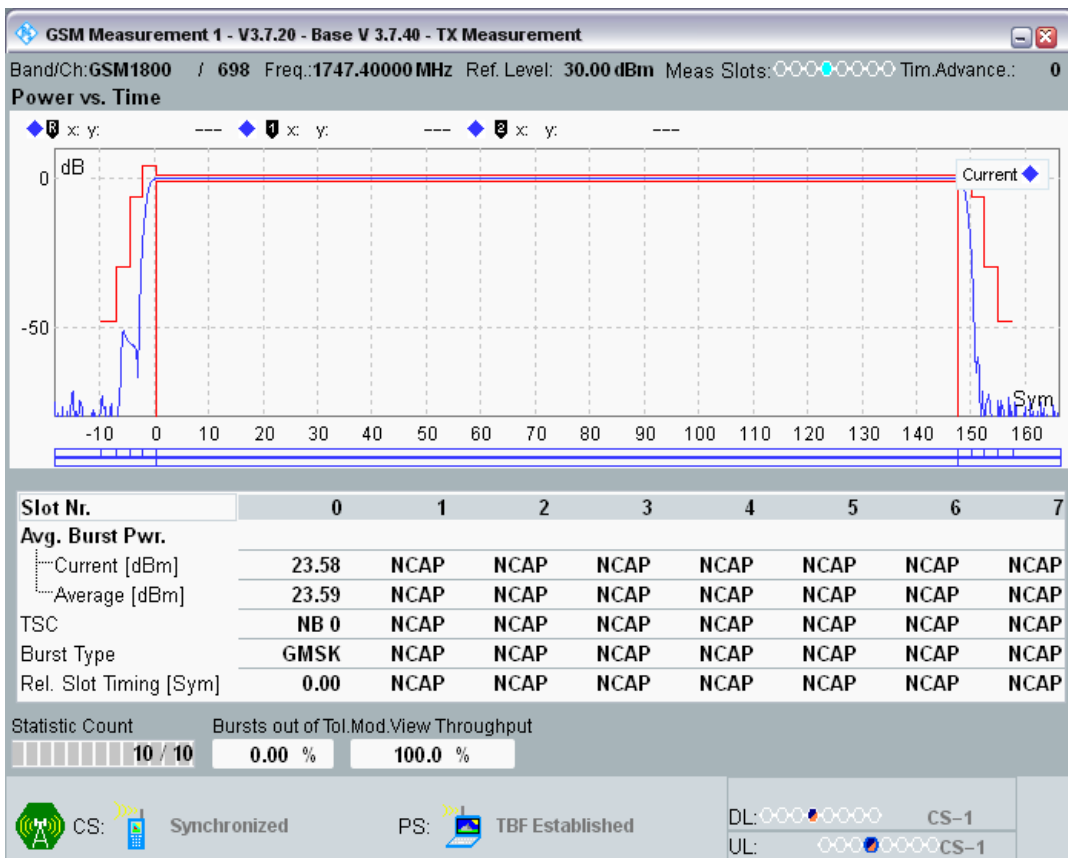 GSM Measurement 1 - V3.7.20 - Base V 3.7.40 - TX Measurement
Band/Ch:GSM1800 / 698 Freq.:1747.40000 MHz Ref. Level: 30.00 dBm Meas Slots: Tim.Advance.: 0
Power vs. Time
R x: y: --- 1 x: y: --- 2 x: y: ---
dB
Current
0
-50
Sym
-10 0 10 20 30 40 50 60 70 80 90 100 110 120 130 140 150 160
Slot Nr. 0 1 2 3 4 5 6 7
Avg. Burst Pwr.
Current [dBm] 23.58 NCAP NCAP NCAP NCAP NCAP NCAP NCAP
Average [dBm] 23.59 NCAP NCAP NCAP NCAP NCAP NCAP NCAP
TSC NB 0 NCAP NCAP NCAP NCAP NCAP NCAP NCAP
Burst Type GMSK NCAP NCAP NCAP NCAP NCAP NCAP NCAP
Rel. Slot Timing [Sym] 0.00 NCAP NCAP NCAP NCAP NCAP NCAP NCAP
Statistic Count Bursts out of Tol.Mod.View Throughput
10 / 10 0.00 % 100.0 %
CS: Synchronized PS: TBF Established DL: CS-1
UL: CS-1